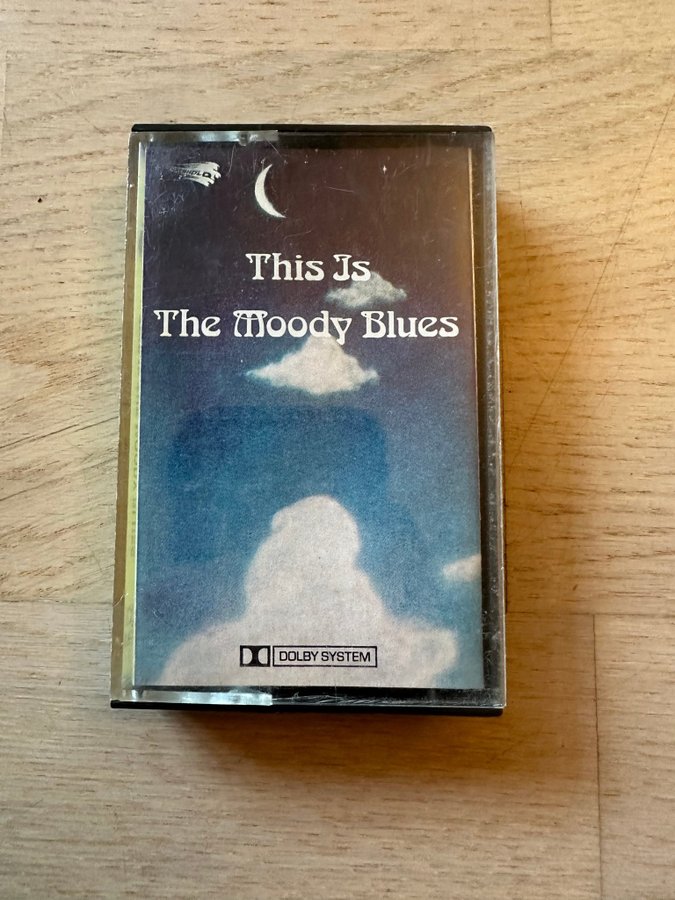 This Is
The Moody Blues
DOLBY SYSTEM